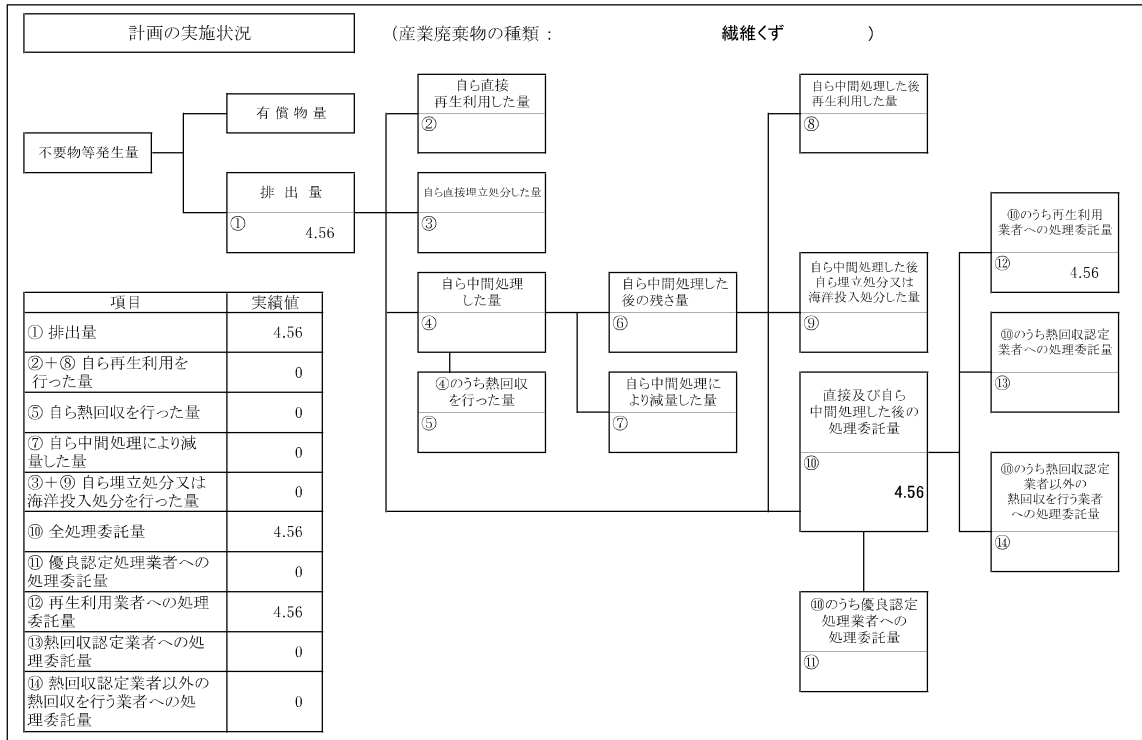 計画の実施状況
(産業廃棄物の種類 : 繊維くず )
不要物等発生量
有償物量
排出量
①
4.56
自ら直接
再生利用した量
②
自ら直接埋立処分した量
③
自ら中間処理
した量
④
④のうち熱回収
を行った量
⑤
自ら中間処理した
後の残さ量
⑥
自ら中間処理に
より減量した量
⑦
自ら中間処理した後
再生利用した量
⑧
自ら中間処理した後
自ら埋立処分又は
海洋投入処分した量
⑨
直接及び自ら
中間処理した後の
処理委託量
⑩
4.56
⑩のうち優良認定
処理業者への
処理委託量
⑪
⑩のうち再生利用
業者への処理委託量
⑫
4.56
⑩のうち熱回収認定
業者への処理委託量
⑬
⑩のうち熱回収認定
業者以外の
熱回収を行う業者
への処理委託量
⑭
項目 実績値
① 排出量 4.56
②+⑧ 自ら再生利用を
行った量 0
⑤ 自ら熱回収を行った量 0
⑦ 自ら中間処理により減
量した量 0
③+⑨ 自ら埋立処分又は
海洋投入処分を行った量 0
⑩ 全処理委託量 4.56
⑪ 優良認定処理業者への
処理委託量 0
⑫ 再生利用業者への処理
委託量 4.56
⑬熱回収認定業者への処
理委託量 0
⑭ 熱回収認定業者以外の
熱回収を行う業者への処
理委託量 0